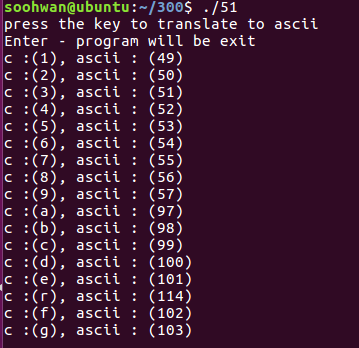 soohwan@ubuntu:~/300$ ./51
press the key to translate to ascii
Enter - program will be exit
c :(1), ascii : (49)
c :(2), ascii : (50)
c :(3), ascii : (51)
c :(4), ascii : (52)
c :(5), ascii : (53)
c :(6), ascii : (54)
c :(7), ascii : (55)
c :(8), ascii : (56)
c :(9), ascii : (57)
c :(a), ascii : (97)
c :(b), ascii : (98)
c :(c), ascii : (99)
c :(d), ascii : (100)
c :(e), ascii : (101)
c :(r), ascii : (114)
c :(f), ascii : (102)
c :(g), ascii : (103)